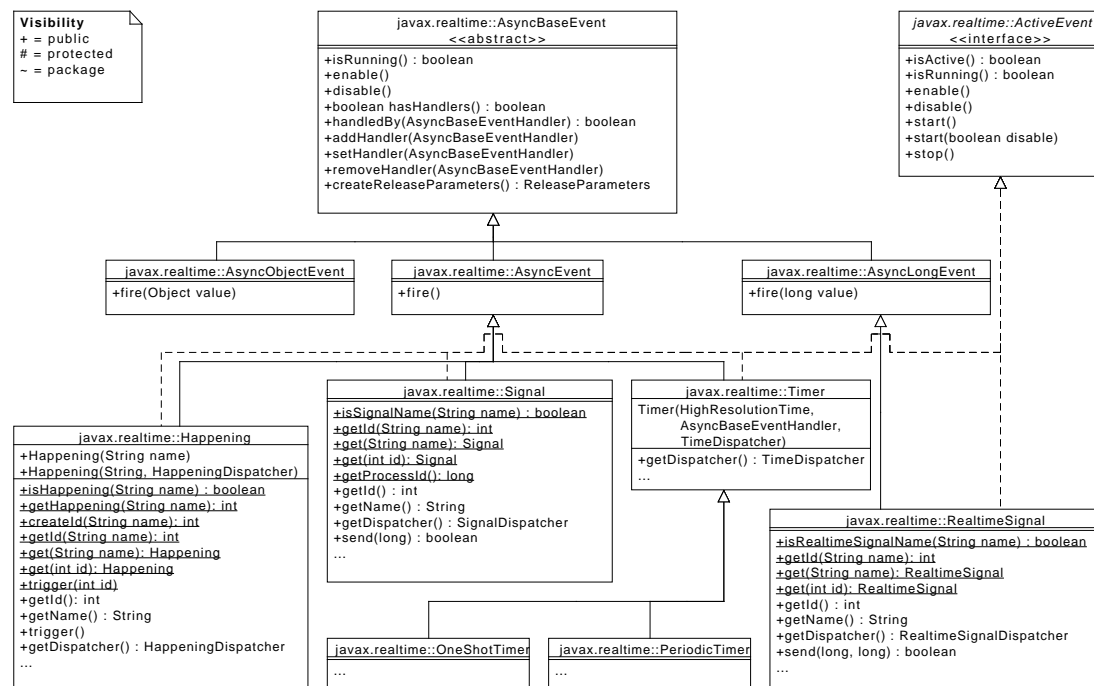 Visibility
+ = public
# = protected
~ = package
javax.realtime::AsyncBaseEvent
<<abstract>>
+isRunning() : boolean
+enable()
+disable()
+boolean hasHandlers() : boolean
+handledBy(AsyncBaseEventHandler) : boolean
+addHandler(AsyncBaseEventHandler)
+setHandler(AsyncBaseEventHandler)
+removeHandler(AsyncBaseEventHandler)
+createReleaseParameters() : ReleaseParameters
javax.realtime::ActiveEvent
<<interface>>
+isActive() : boolean
+isRunning() : boolean
+enable()
+disable()
+start()
+start(boolean disable)
+stop()
javax.realtime::AsyncObjectEvent
+fire(Object value)
javax.realtime::AsyncEvent
+fire()
javax.realtime::AsyncLongEvent
+fire(long value)
javax.realtime::Happening
+Happening(String name)
+Happening(String, HappeningDispatcher)
+isHappening(String name) : boolean
+getHappening(String name): int
+createId(String name): int
+getId(String name): int
+get(String name): Happening
+get(int id): Happening
+trigger(int id)
+getId(): int
+getName() : String
+trigger()
+getDispatcher() : HappeningDispatcher
...
javax.realtime::Signal
+isSignalName(String name) : boolean
+getId(String name): int
+get(String name): Signal
+get(int id): Signal
+getProcessId(): long
+getId() : int
+getName() : String
+getDispatcher() : SignalDispatcher
+send(long) : boolean
...
javax.realtime::Timer
Timer(HighResolutionTime,
AsyncBaseEventHandler,
TimeDispatcher)
+getDispatcher() : TimeDispatcher
...
javax.realtime::RealtimeSignal
+isRealtimeSignalName(String name) : boolean
+getId(String name): int
+get(String name): RealtimeSignal
+get(int id): RealtimeSignal
+getId() : int
+getName() : String
+getDispatcher() : RealtimeSignalDispatcher
+send(long, long) : boolean
...
javax.realtime::OneShotTimer
...
javax.realtime::PeriodicTimer
...